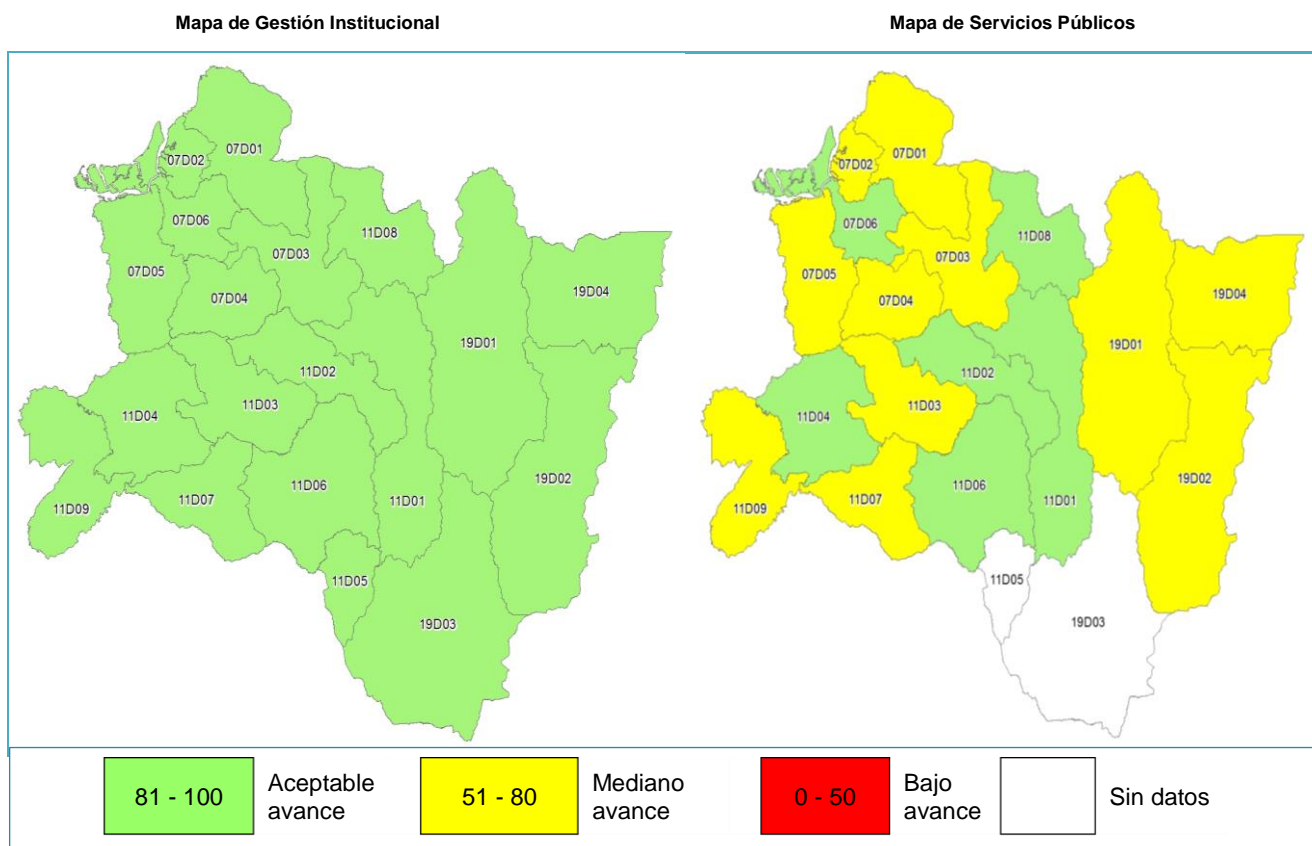 Mapa de Gestión Institucional
Mapa de Servicios Públicos
07D01
07D02
07D06
11D08
07D03
07D05
07D04
19D04
19D01
11D02
11D04
11D03
19D02
11D06
11D07
11D01
11D09
11D05
19D03
07D01
07D02
07D06
11D08
07D03
07D05
07D04
19D04
19D01
11D02
11D04
11D03
19D02
11D06
11D01
11D09
11D07
11D05
19D03
81 - 100
Aceptable
avance
51 - 80
Mediano
avance
0 - 50
Bajo
avance
Sin datos